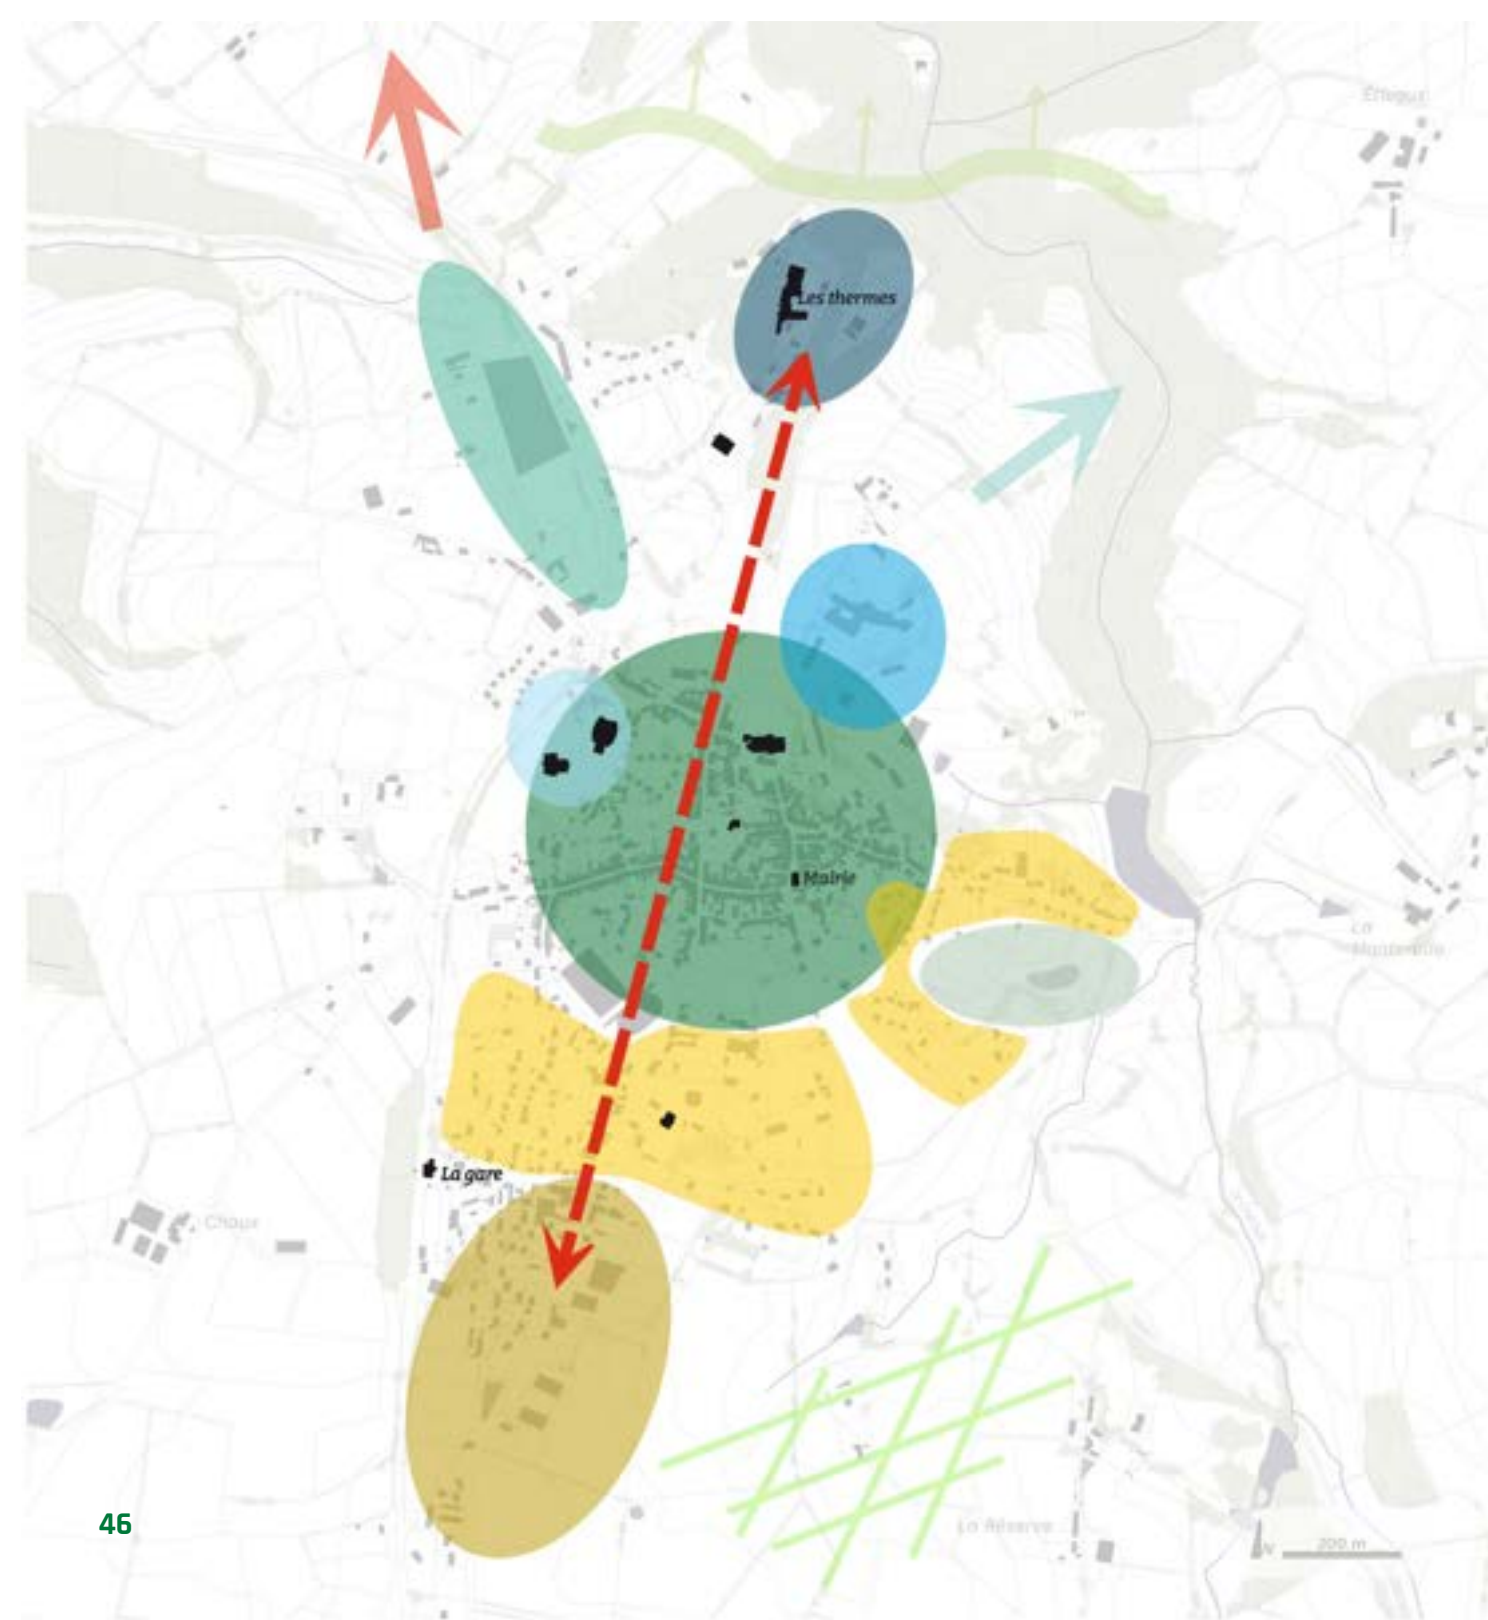 Les thermes
Mairie
La gare
Choux
La Réserve
46
200 m